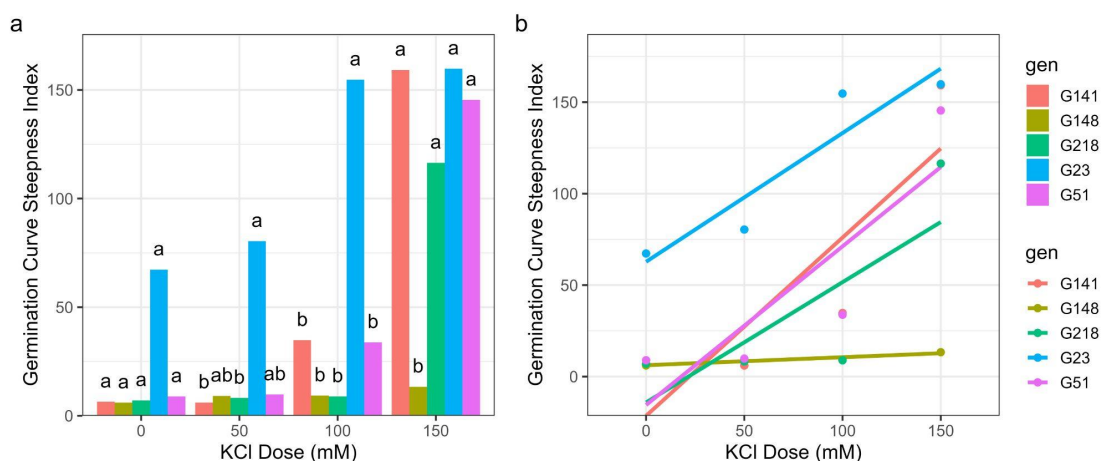 a
Germination Curve Steepness Index
150
100
50
0
a a a a a
b ab b a ab
b b b a b
a b a a a
0 50 100 150
KCl Dose (mM)
b
Germination Curve Steepness Index
150
100
50
0
0 50 100 150
KCl Dose (mM)
gen
G141
G148
G218
G23
G51
gen
G141
G148
G218
G23
G51